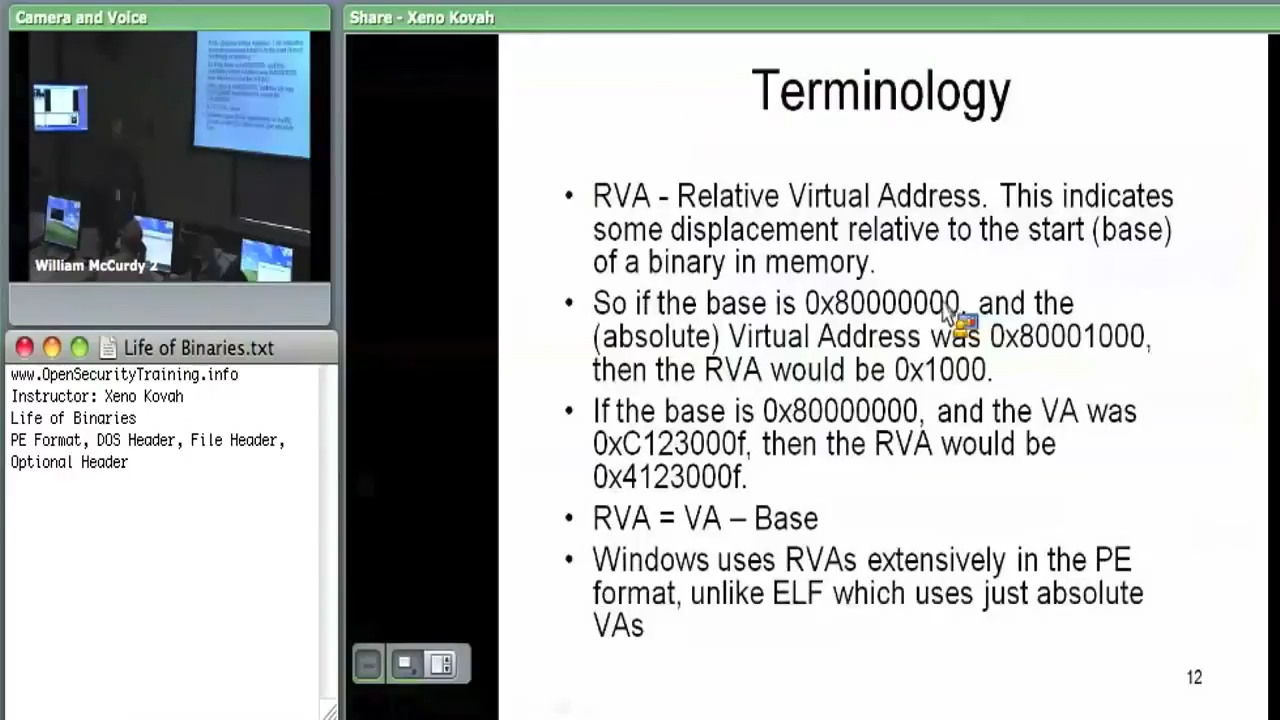 Camera and Voice
William McCurdy 2
Life of Binaries.txt
www.OpenSecurityTraining.info
Instructor: Xeno Kovah
Life of Binaries
PE Format, DOS Header, File Header,
Optional Header
Share - Xeno Kovah
Terminology
• RVA - Relative Virtual Address. This indicates
some displacement relative to the start (base)
of a binary in memory.
• So if the base is 0x80000000, and the
(absolute) Virtual Address was 0x80001000,
then the RVA would be 0x1000.
• If the base is 0x80000000, and the VA was
0xC123000f, then the RVA would be
0x4123000f.
• RVA = VA – Base
• Windows uses RVAs extensively in the PE
format, unlike ELF which uses just absolute
VAs
12